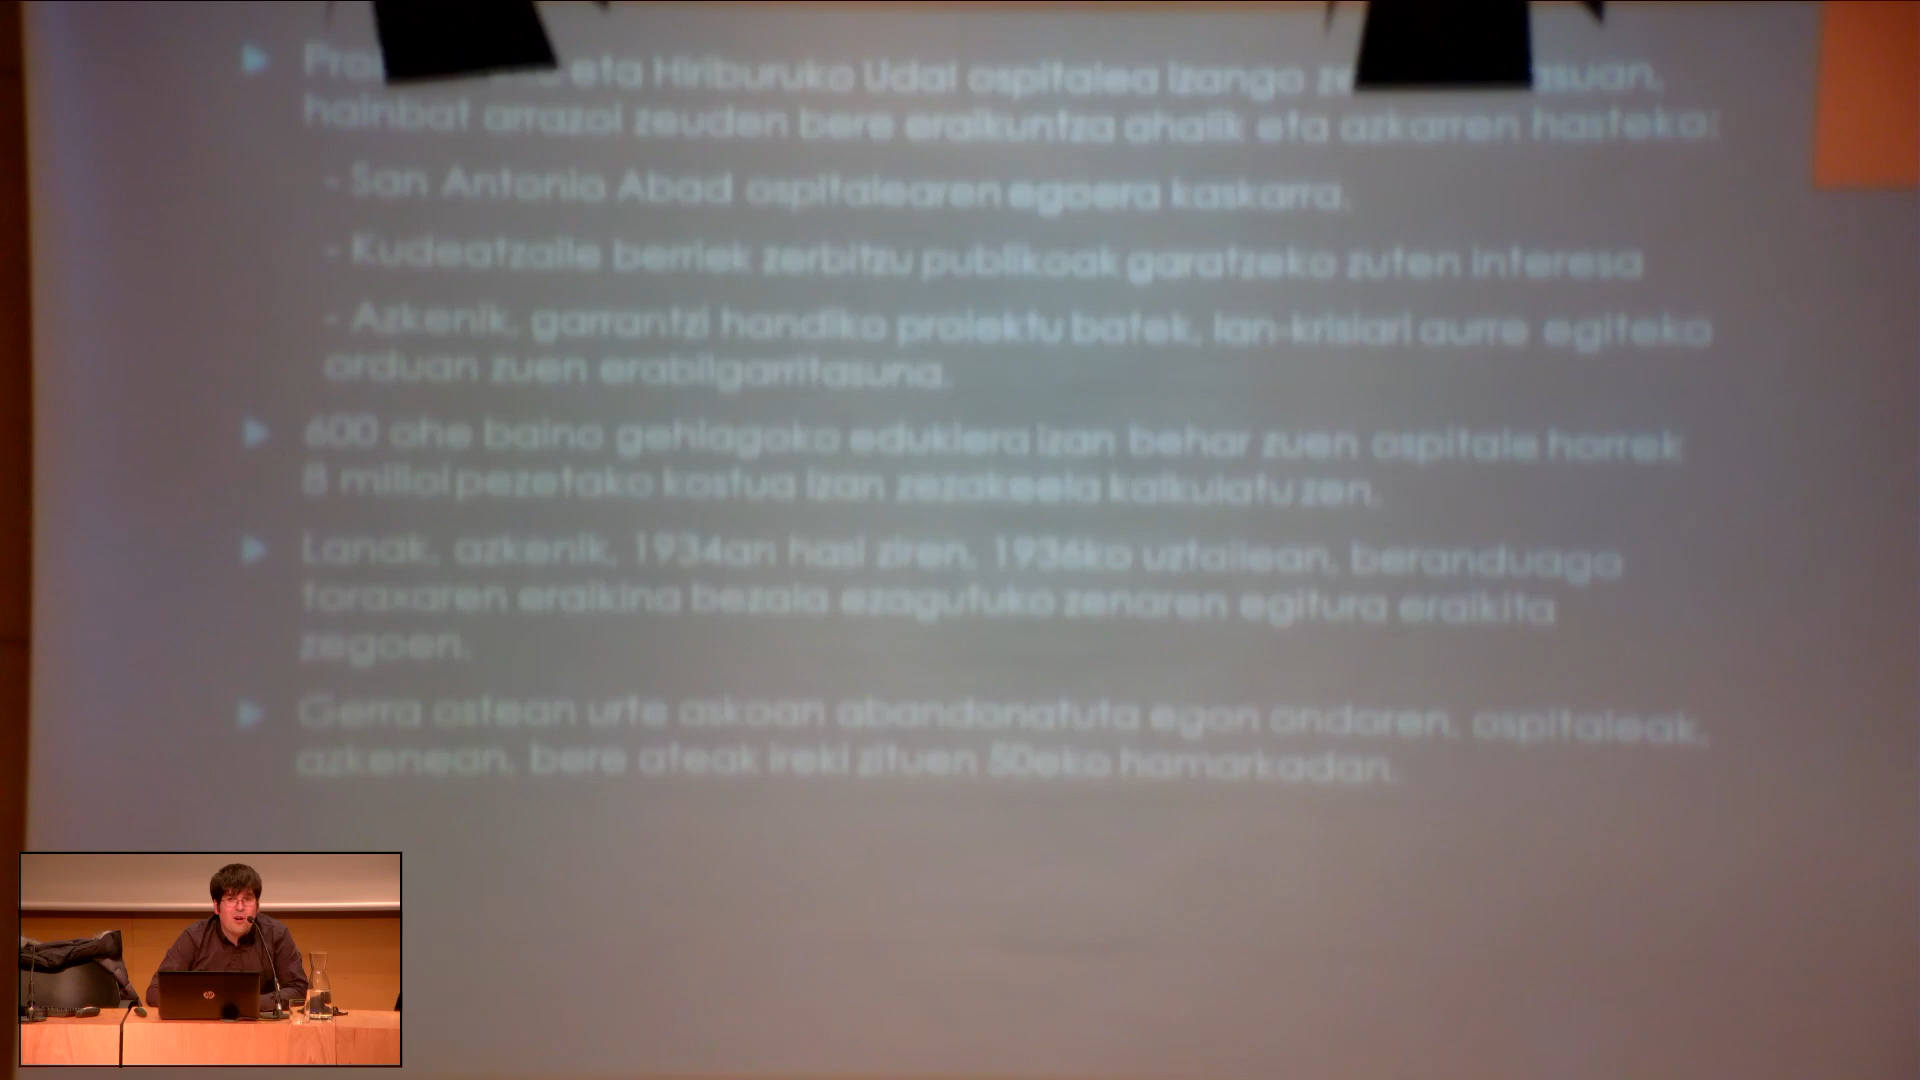 eta Hiriburuko Udal ospitalea izango
hainbat arrazoi zeuden bere eraikuntza ahalik eta azkarren hasteko:
- San Antonio Abad ospitalearen egoera kaskarra.
- Kudeatzaile berriek zerbitzu publikoak garatzeko zuten interesa
- Azkenik, garrantzi handiko proiektu batek, lan-krisiari aurre egiteko
orduan zuen erabilgarritasuna.
600 ohe baino gehiagoko edukiera izan behar zuen ospitale horrek
8 milioi pezetako kostua izan zezakeela kalkulatu zen.
Lanak, azkenik, 1934an hasi ziren. 1936ko uztailean, beranduago
toraxaren eraikina bezala ezagutuko zenaren egitura eraikita
zegoen.
Gerra ostean urte askoan abandonatuta egon ondoren, ospitaleak,
azkenean, bere ateak ireki zituen 50eko hamarkadan.
hp